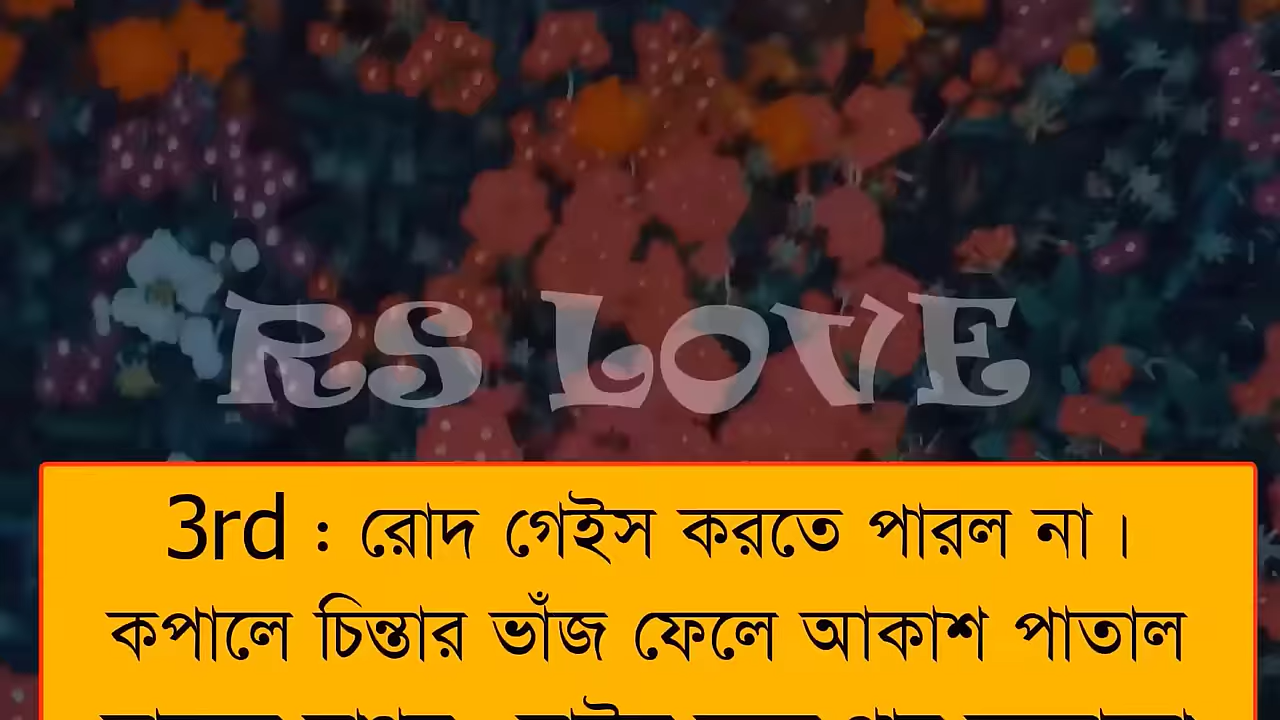 RS LOVE
3rd : রোদ গেইস করতে পারল না ।
কপালে চিন্তার ভাঁজ ফেলে আকাশ পাতাল